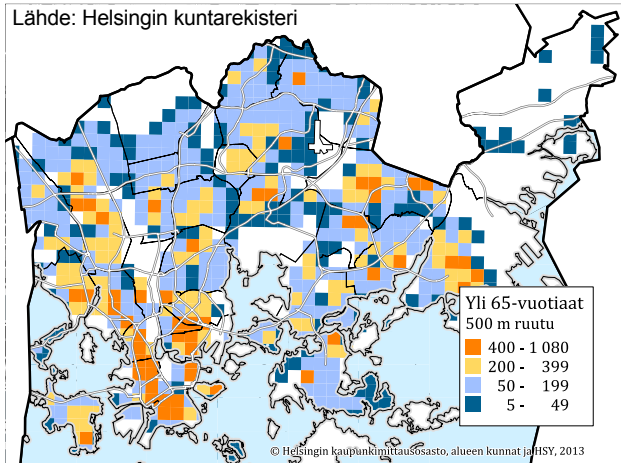 Lähde: Helsingin kuntarekisteri
Yli 65-vuotiaat
500 m ruutu
400 - 1 080
200 - 399
50 - 199
5 - 49
© Helsingin kaupunkimittausosasto, alueen kunnat ja HSY, 2013